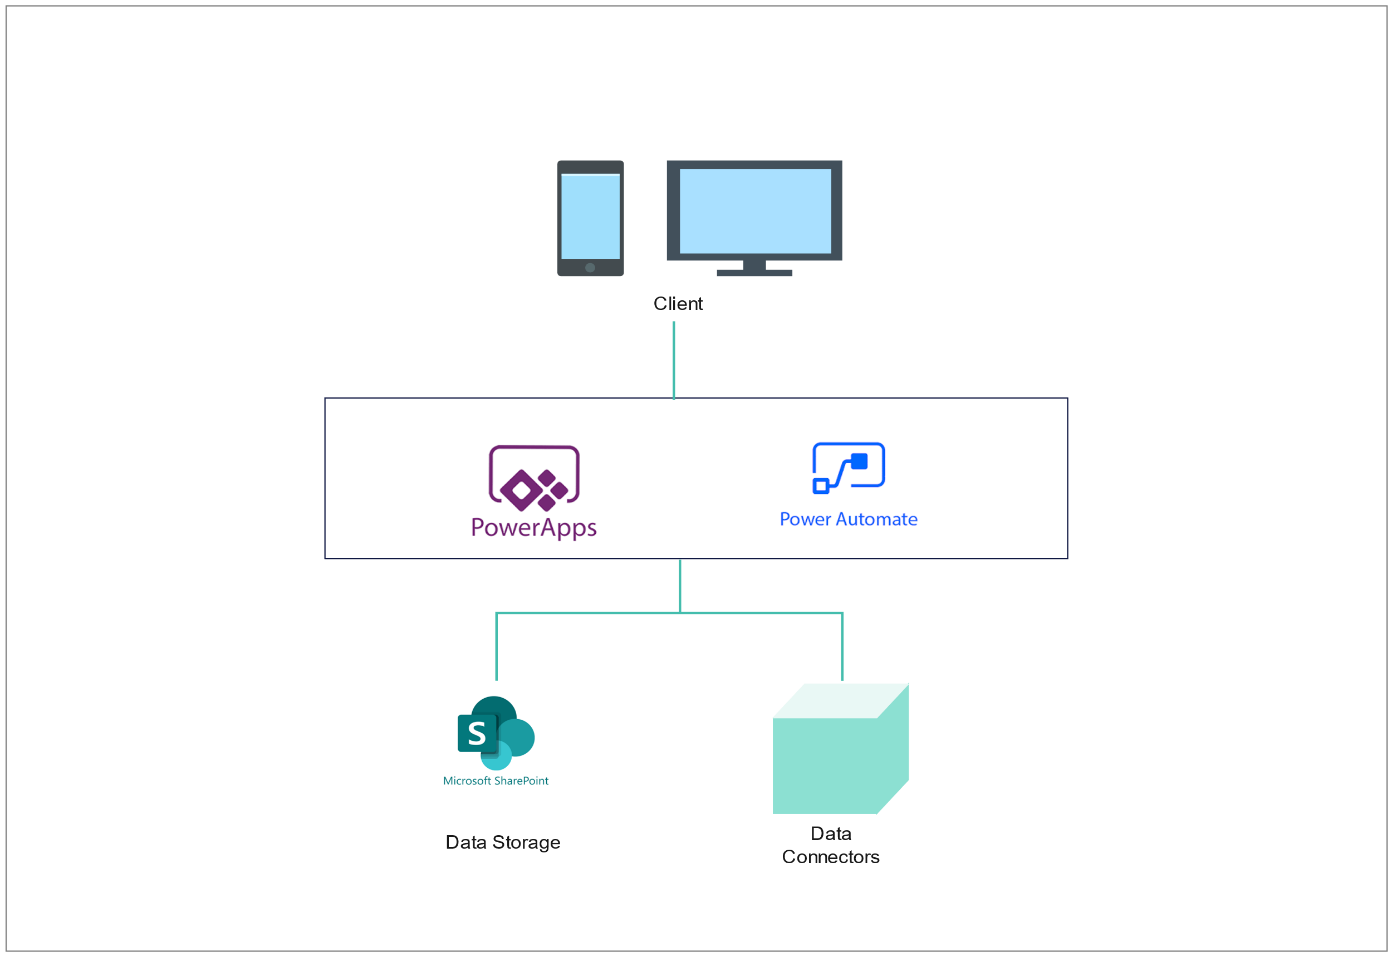 Client
PowerApps
Power Automate
S
Microsoft SharePoint
Data Storage
Data
Connectors